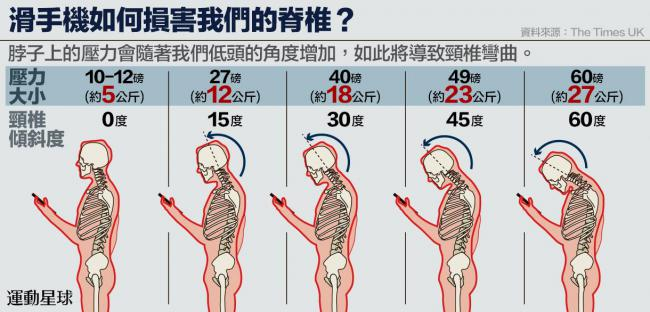 滑手機如何損害我們的脊椎？
資料來源：The Times UK
脖子上的壓力會隨著我們低頭的角度增加，如此將導致頸椎彎曲。
壓力大小
10-12磅
(約5公斤)
27磅
(約12公斤)
40磅
(約18公斤)
49磅
(約23公斤)
60磅
(約27公斤)
頸椎傾斜度
0度
15度
30度
45度
60度
運動星球